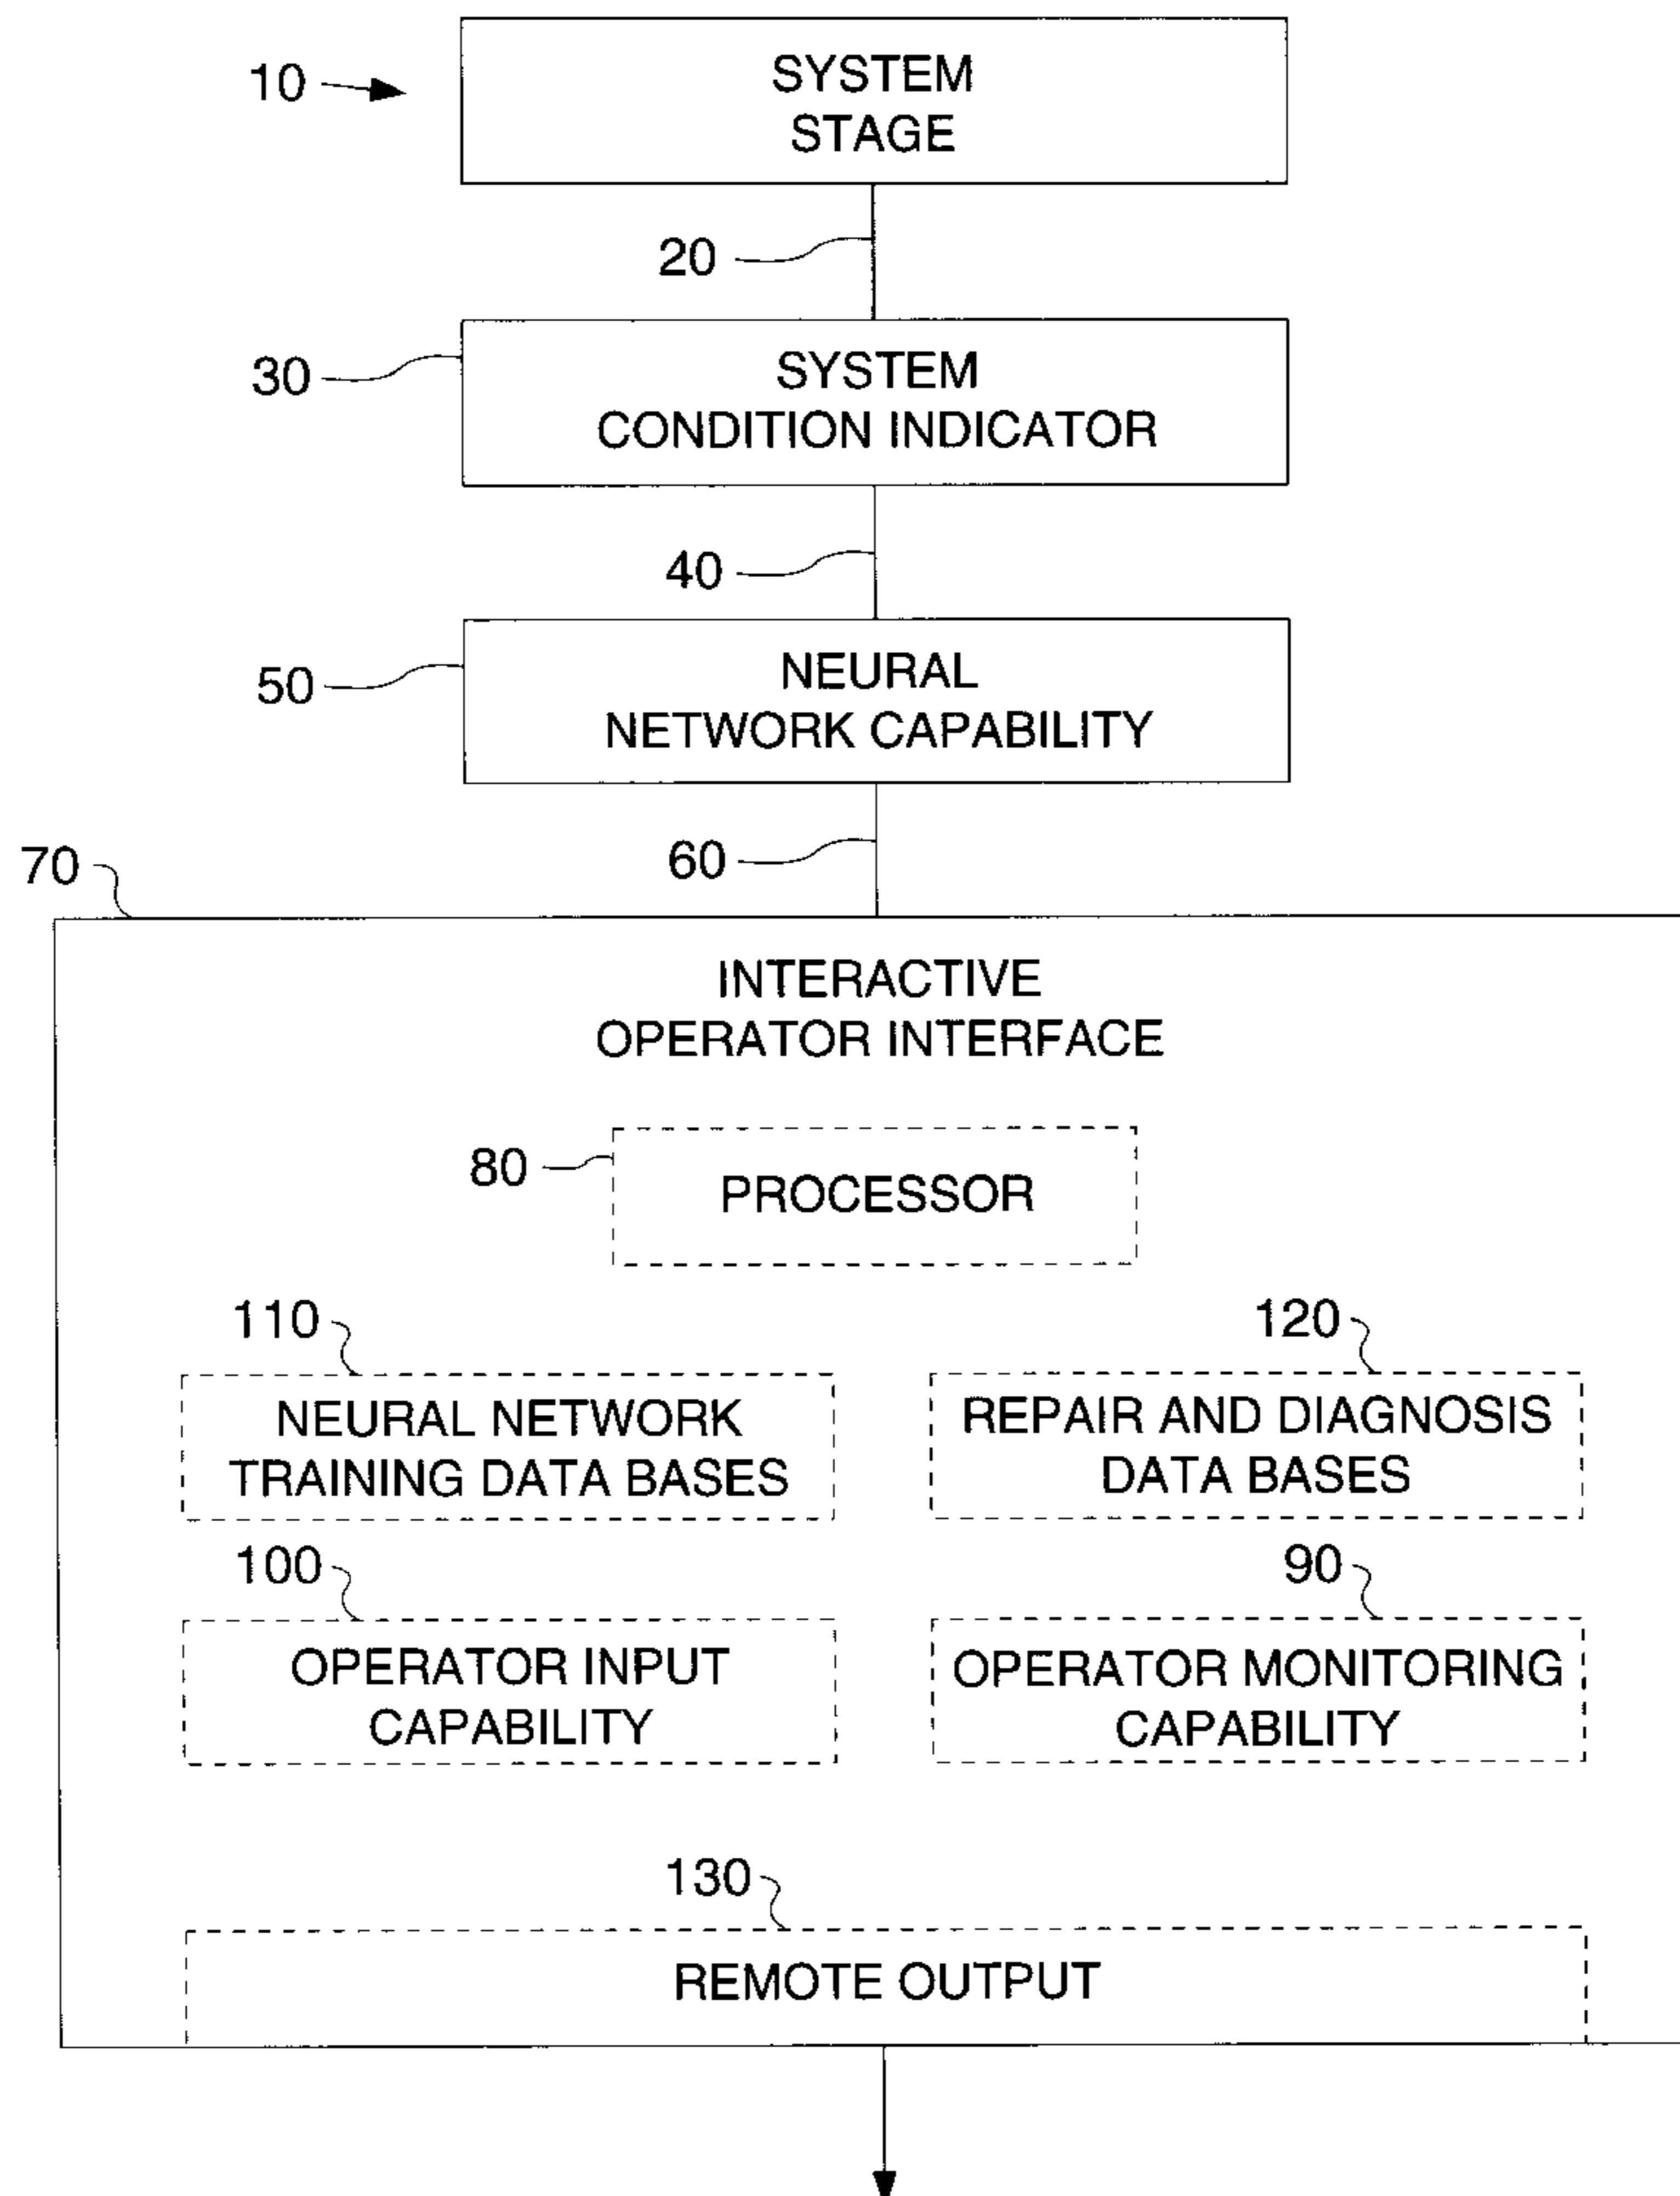 10
SYSTEM
STAGE
20
30
SYSTEM
CONDITION INDICATOR
40
50
NEURAL
NETWORK CAPABILITY
60
70
INTERACTIVE
OPERATOR INTERFACE
80
PROCESSOR
110
NEURAL NETWORK
TRAINING DATA BASES
120
REPAIR AND DIAGNOSIS
DATA BASES
100
OPERATOR INPUT
CAPABILITY
90
OPERATOR MONITORING
CAPABILITY
130
REMOTE OUTPUT